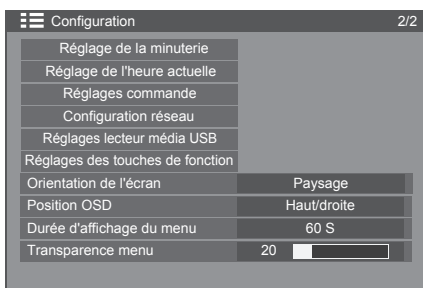 Configuration 2/2
Réglage de la minuterie
Réglage de l'heure actuelle
Réglages commande
Configuration réseau
Réglages lecteur média USB
Réglages des touches de fonction
Orientation de l'écran Paysage
Position OSD Haut/droite
Durée d'affichage du menu 60 S
Transparence menu 20